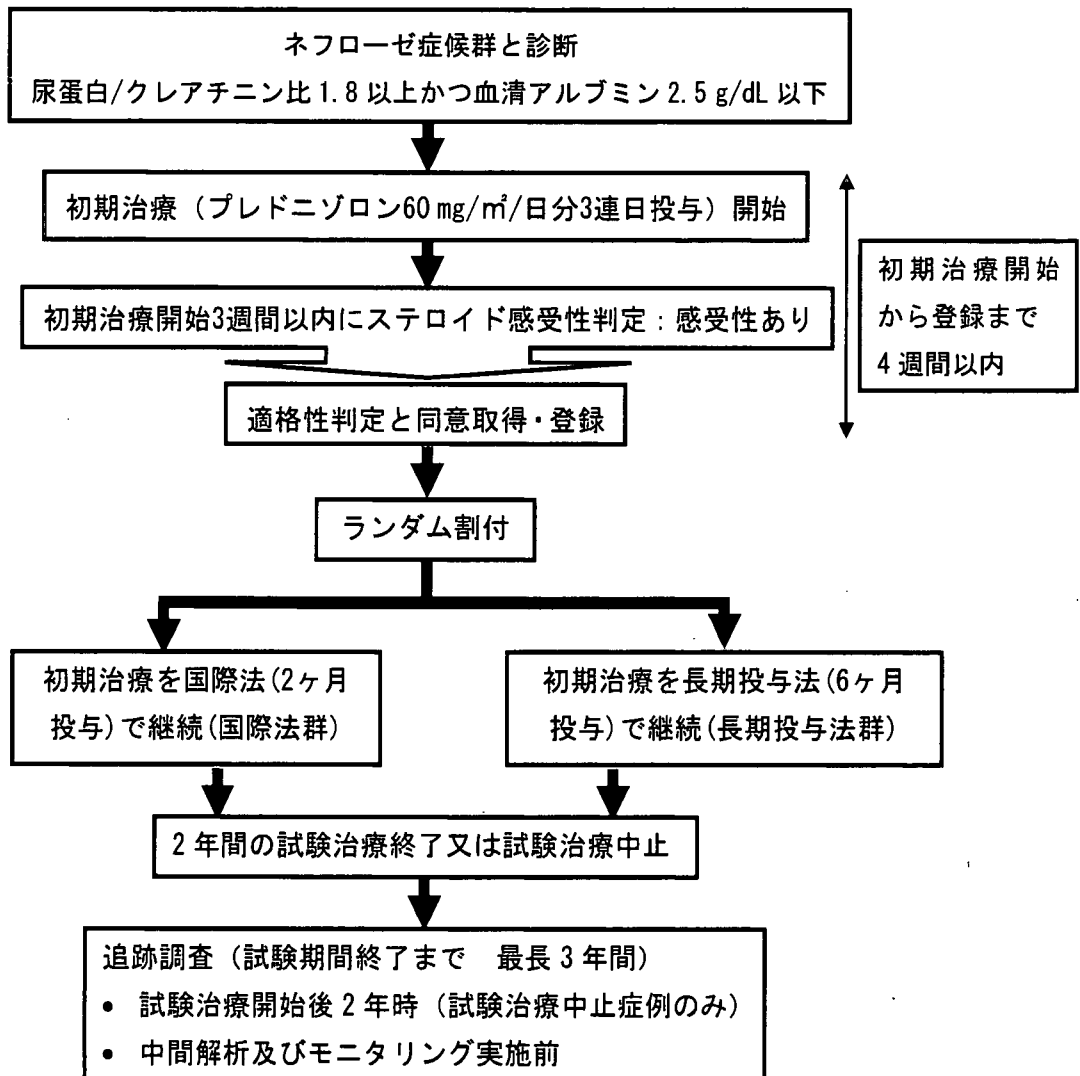 ネフローゼ症候群と診断
尿蛋白/クレアチニン比1.8以上かつ血清アルブミン2.5 g/dL 以下
初期治療（プレドニゾロン60 mg/㎡/日分3連日投与）開始
初期治療開始3週間以内にステロイド感受性判定：感受性あり
初期治療開始
から登録まで
4週間以内
適格性判定と同意取得・登録
ランダム割付
初期治療を国際法(2ヶ月
投与)で継続(国際法群)
初期治療を長期投与法(6ヶ月
投与)で継続(長期投与法群)
2年間の試験治療終了又は試験治療中止
追跡調査（試験期間終了まで　最長3年間）
• 試験治療開始後2年時（試験治療中止症例のみ）
• 中間解析及びモニタリング実施前